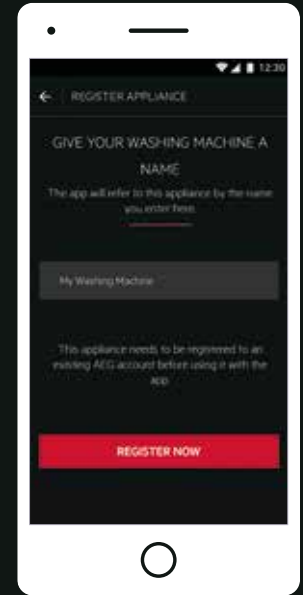 12:30
REGISTER APPLIANCE
GIVE YOUR WASHING MACHINE A
NAME
The app will refer to this appliance by the name
you enter here.
My Washing Machine
This appliance needs to be registered to an
existing AEG account before using it with the
app.
REGISTER NOW